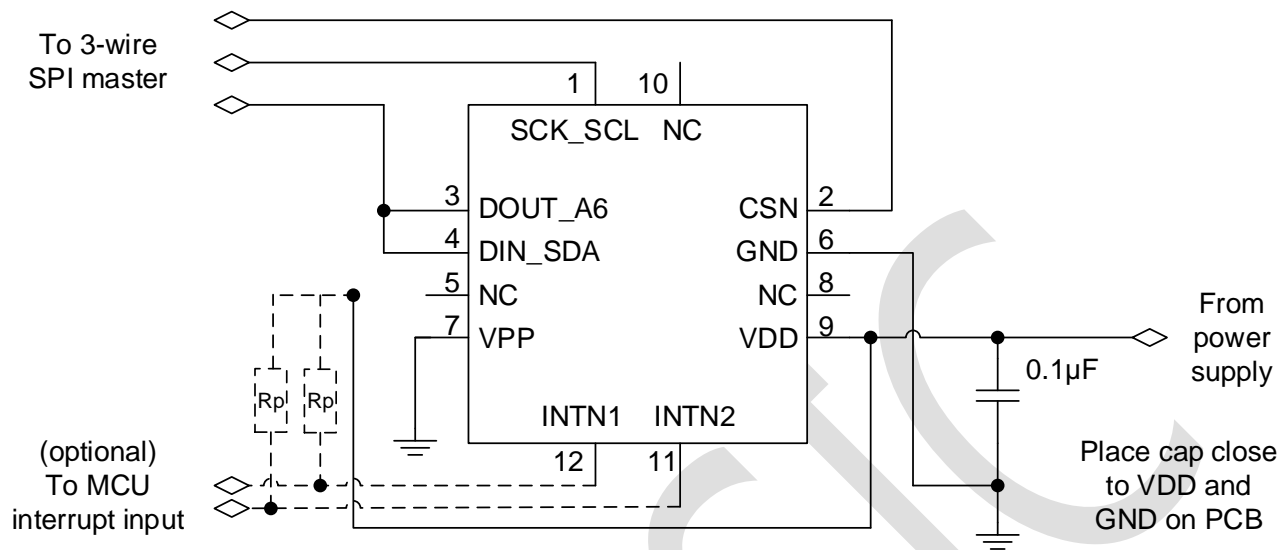 To 3-wire
SPI master
1
10
SCK_SCL
NC
3
DOUT_A6
CSN
2
4
DIN_SDA
GND
6
5
NC
NC
8
7
VPP
VDD
9
From
power
supply
0.1µF
Rp
Rp
INTN1
INTN2
12
11
(optional)
To MCU
interrupt input
Place cap close
to VDD and
GND on PCB